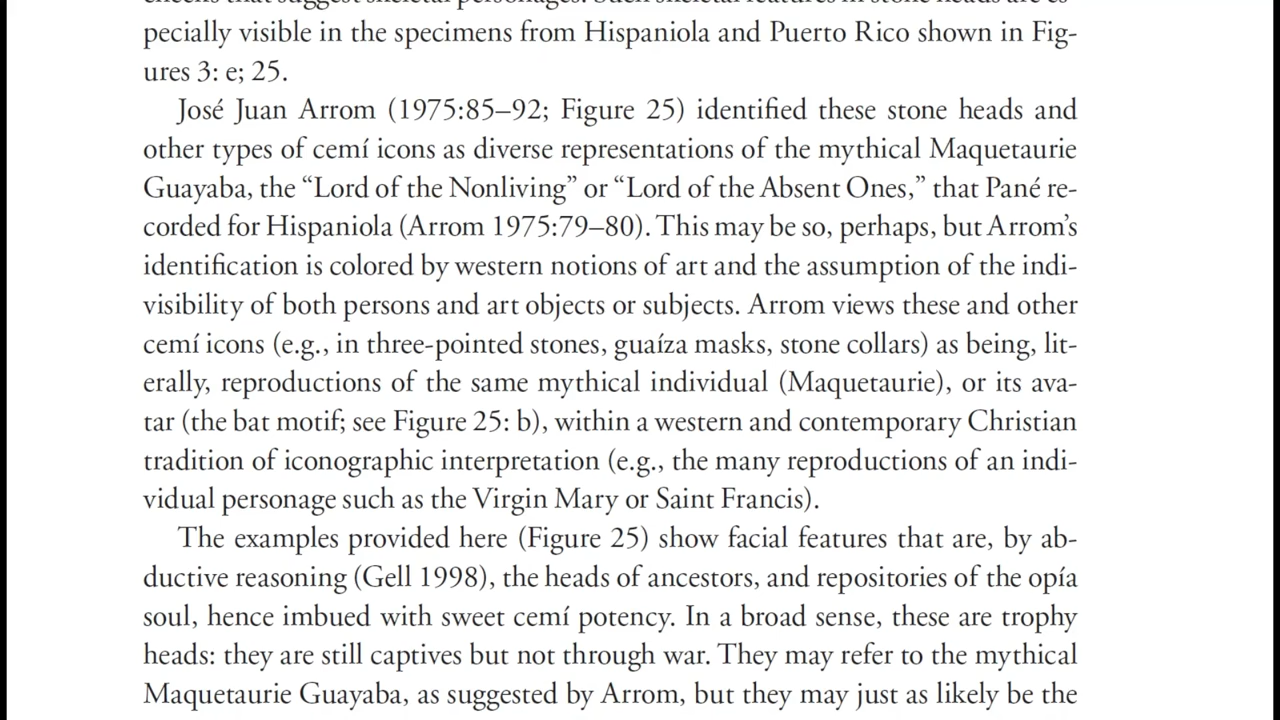 pecially visible in the specimens from Hispaniola and Puerto Rico shown in Fig-
ures 3: e; 25.
José Juan Arrom (1975:85–92; Figure 25) identified these stone heads and
other types of cemí icons as diverse representations of the mythical Maquetaurie
Guayaba, the “Lord of the Nonliving” or “Lord of the Absent Ones,” that Pané re-
corded for Hispaniola (Arrom 1975:79–80). This may be so, perhaps, but Arrom’s
identification is colored by western notions of art and the assumption of the indi-
visibility of both persons and art objects or subjects. Arrom views these and other
cemí icons (e.g., in three-pointed stones, guaíza masks, stone collars) as being, lit-
erally, reproductions of the same mythical individual (Maquetaurie), or its ava-
tar (the bat motif; see Figure 25: b), within a western and contemporary Christian
tradition of iconographic interpretation (e.g., the many reproductions of an indi-
vidual personage such as the Virgin Mary or Saint Francis).
The examples provided here (Figure 25) show facial features that are, by ab-
ductive reasoning (Gell 1998), the heads of ancestors, and repositories of the opía
soul, hence imbued with sweet cemí potency. In a broad sense, these are trophy
heads: they are still captives but not through war. They may refer to the mythical
Maquetaurie Guayaba, as suggested by Arrom, but they may just as likely be the